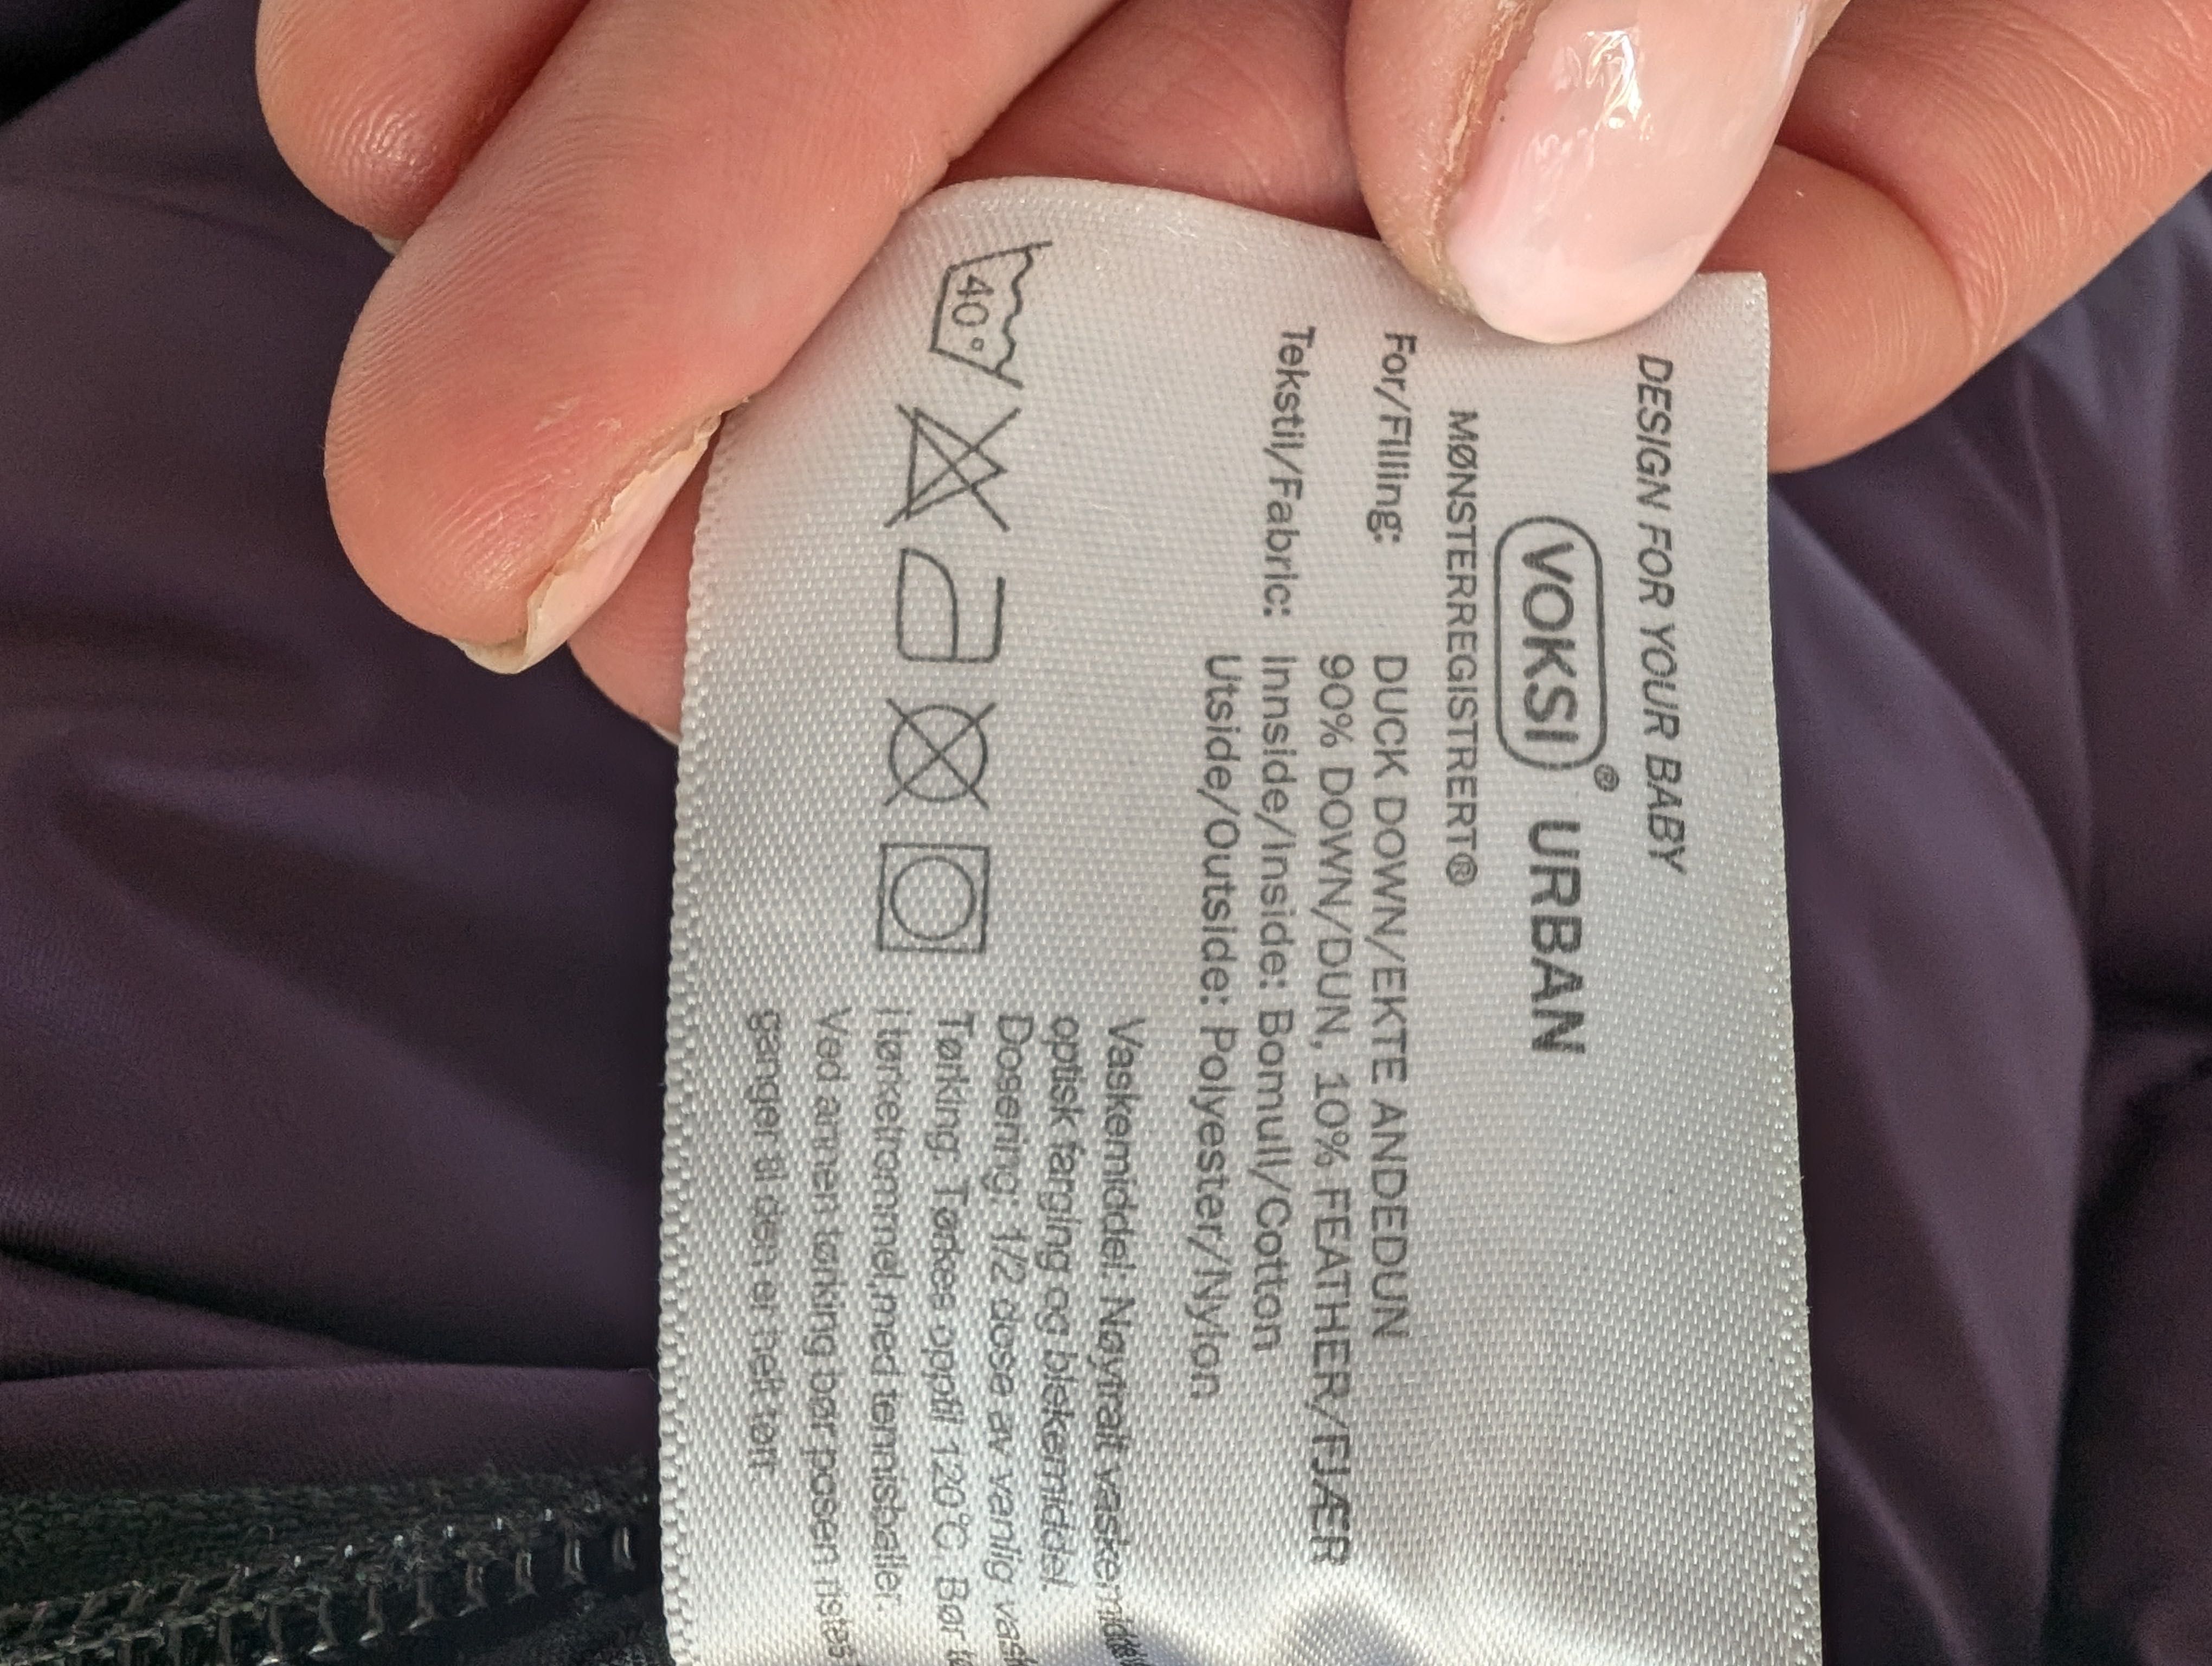 DESIGN FOR YOUR BABY
VOKSI® URBAN
MØNSTERREGISTRERT®
For/Filling: DUCK DOWN/EKTE ANDEDUN
90% DOWN/DUN, 10% FEATHER/FJÆR
Tekstil/Fabric: Innside/Inside: Bomull/Cotton
Utside/Outside: Polyester/Nylon
Vaskemiddel: Nøytralt
optisk farging og blekemiddel.
Dosering: 1/2 dose av vanlig
Tørking: Tørkes opptil 120°C. Bør
i tørketrommel,med tennisballer.
Ved annen tørking bør posen ristes
ganger til den er helt tørr.
40°